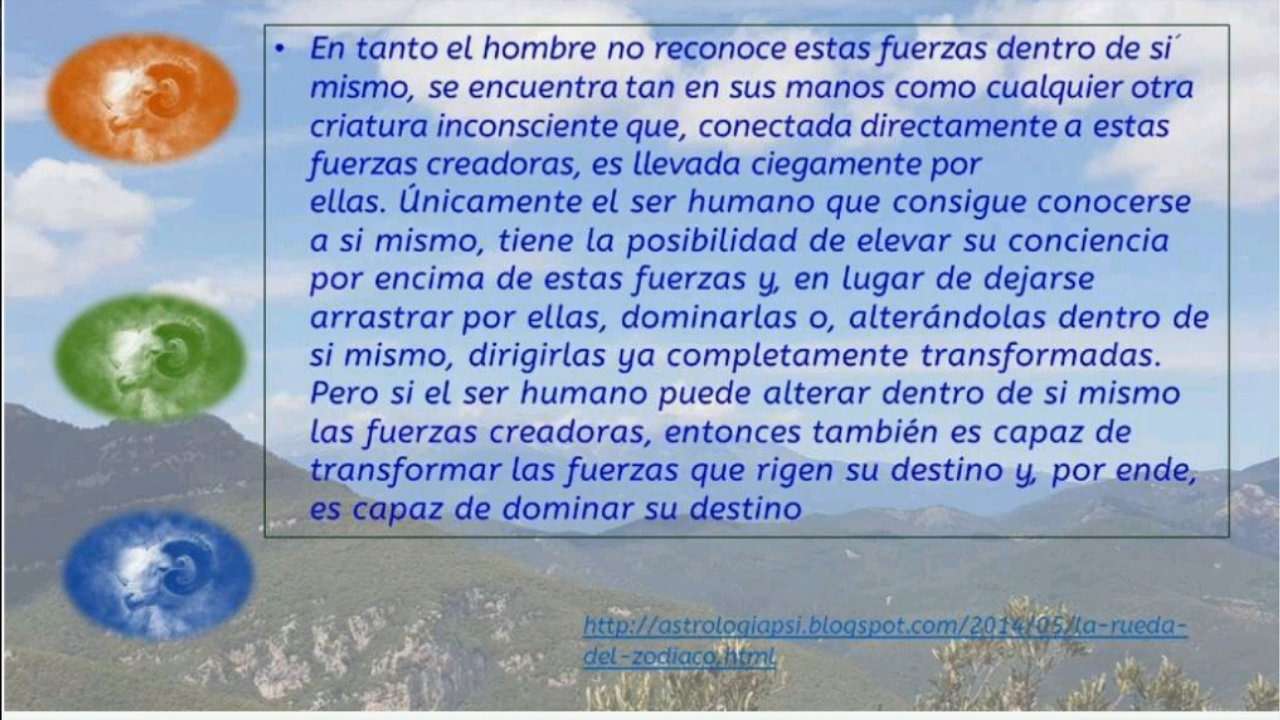 • En tanto el hombre no reconoce estas fuerzas dentro de si´
mismo, se encuentra tan en sus manos como cualquier otra
criatura inconsciente que, conectada directamente a estas
fuerzas creadoras, es llevada ciegamente por
ellas. Únicamente el ser humano que consigue conocerse
a si mismo, tiene la posibilidad de elevar su conciencia
por encima de estas fuerzas y, en lugar de dejarse
arrastrar por ellas, dominarlas o, alterándolas dentro de
si mismo, dirigirlas ya completamente transformadas.
Pero si el ser humano puede alterar dentro de si mismo
las fuerzas creadoras, entonces también es capaz de
transformar las fuerzas que rigen su destino y, por ende,
es capaz de dominar su destino
http://astrologiapsi.blogspot.com/2014/05/la-rueda-
del-zodiaco.html